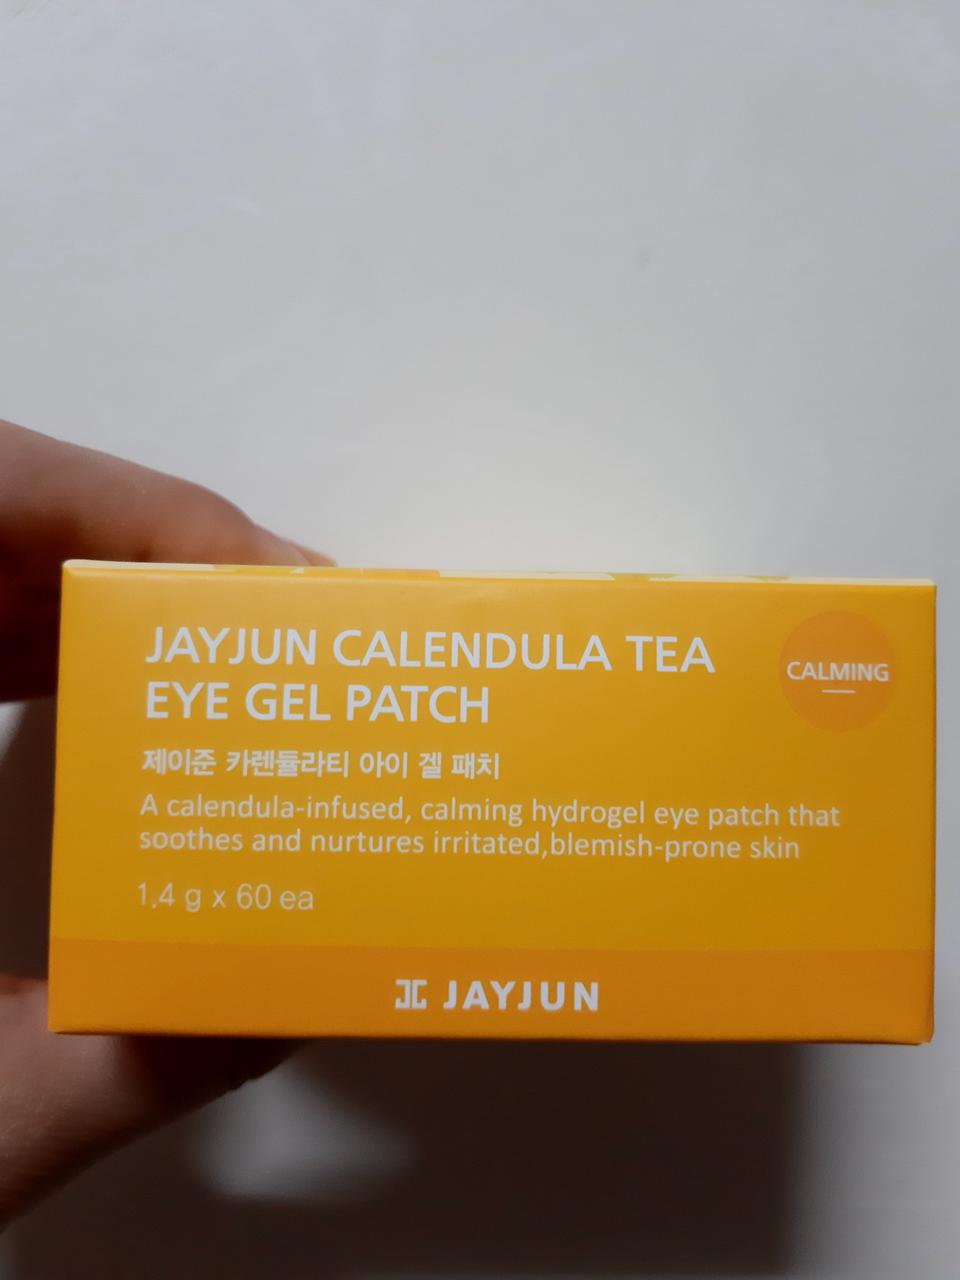 JAYJUN CALENDULA TEA
EYE GEL PATCH
CALMING
제이준 카렌듈라티 아이 겔 패치
A calendula-infused, calming hydrogel eye patch that
soothes and nurtures irritated,blemish-prone skin
1.4 g x 60 ea
JAYJUN